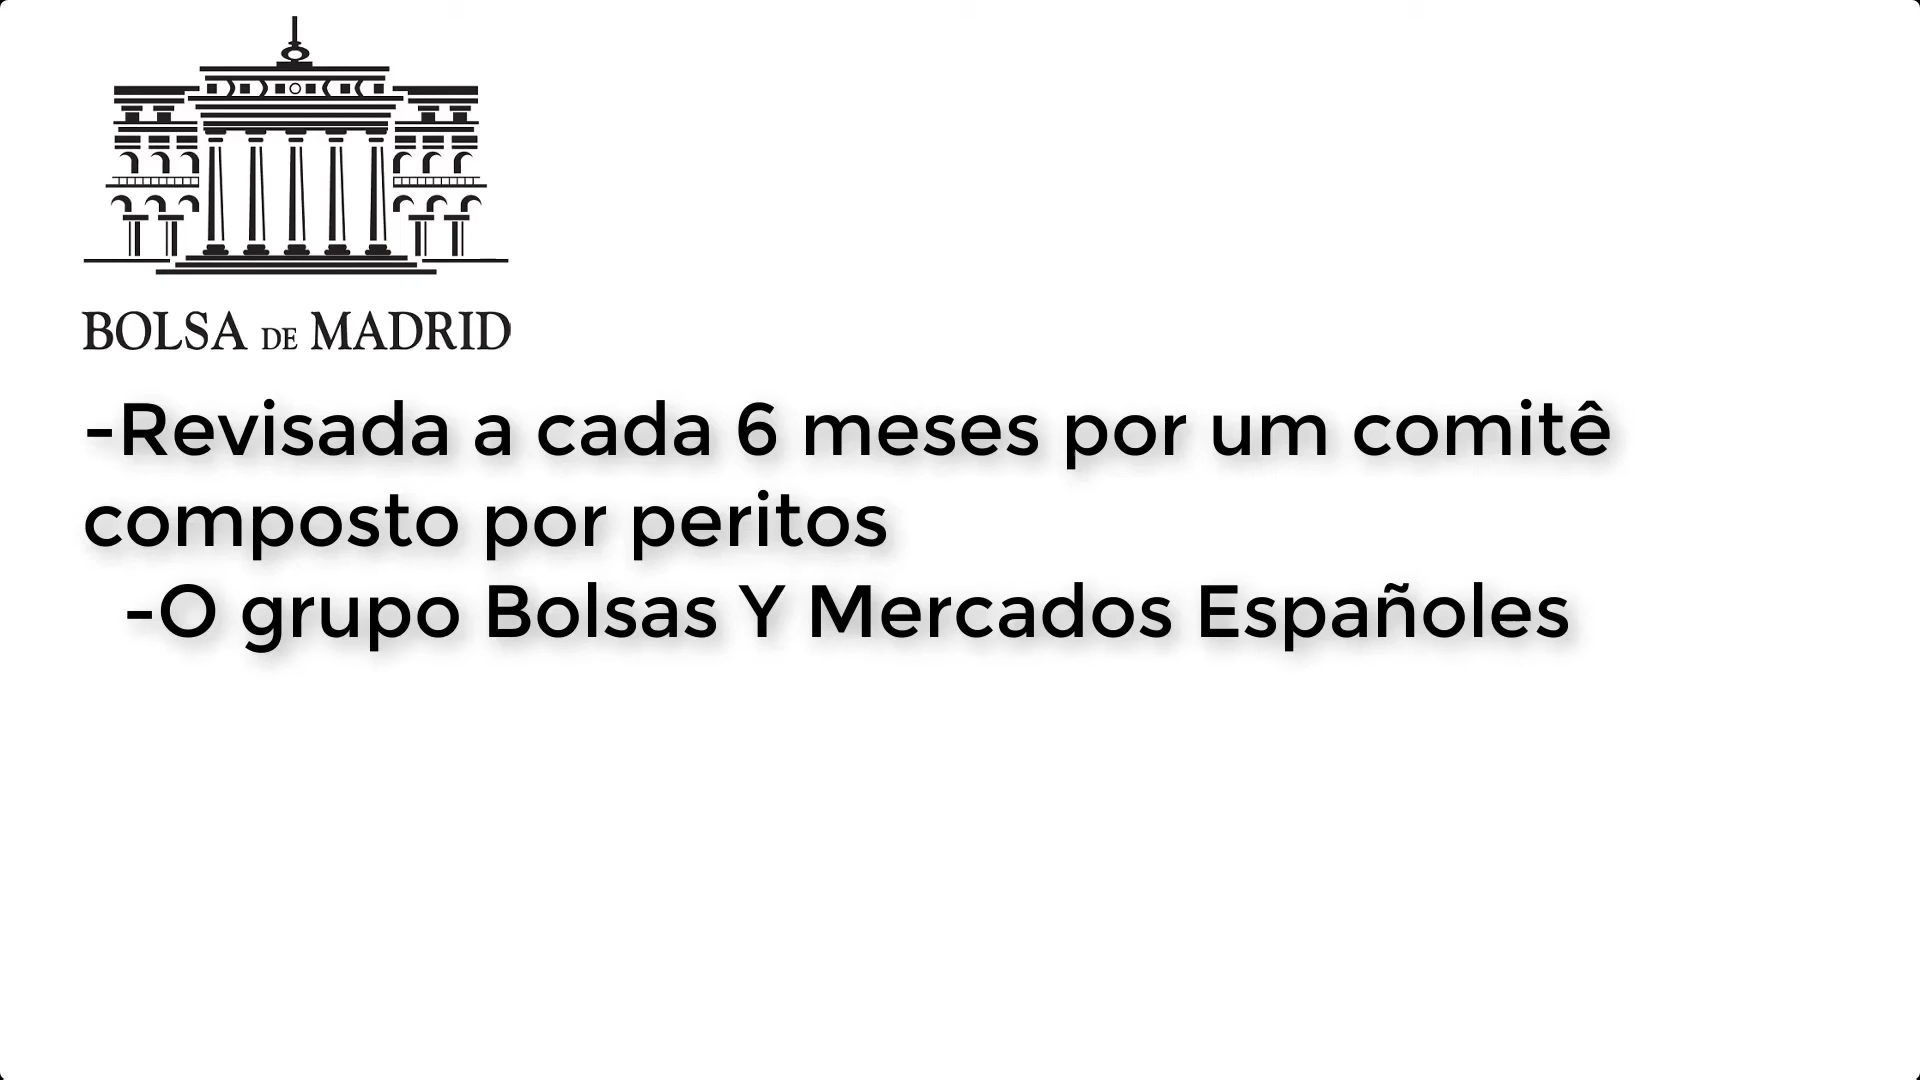 BOLSA DE MADRID
-Revisada a cada 6 meses por um comitê
composto por peritos
-O grupo Bolsas Y Mercados Españoles